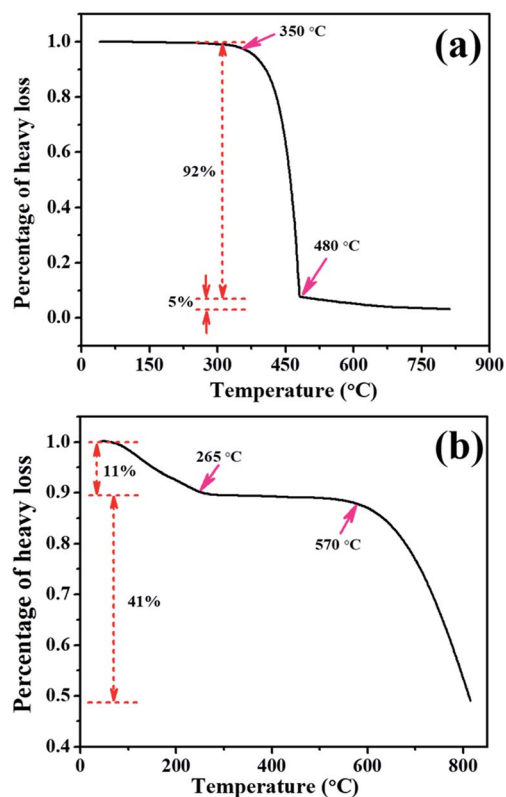 (a)
350 °C
1.0
0.8
92%
0.6
0.4
480 °C
0.2
5%
0.0
Percentage of heavy loss
0 150 300 450 600 750 900
Temperature (°C)
(b)
1.0
265 °C
11%
0.9
0.8
570 °C
0.7
41%
0.6
0.5
0.4
Percentage of heavy loss
0 200 400 600 800
Temperature (°C)